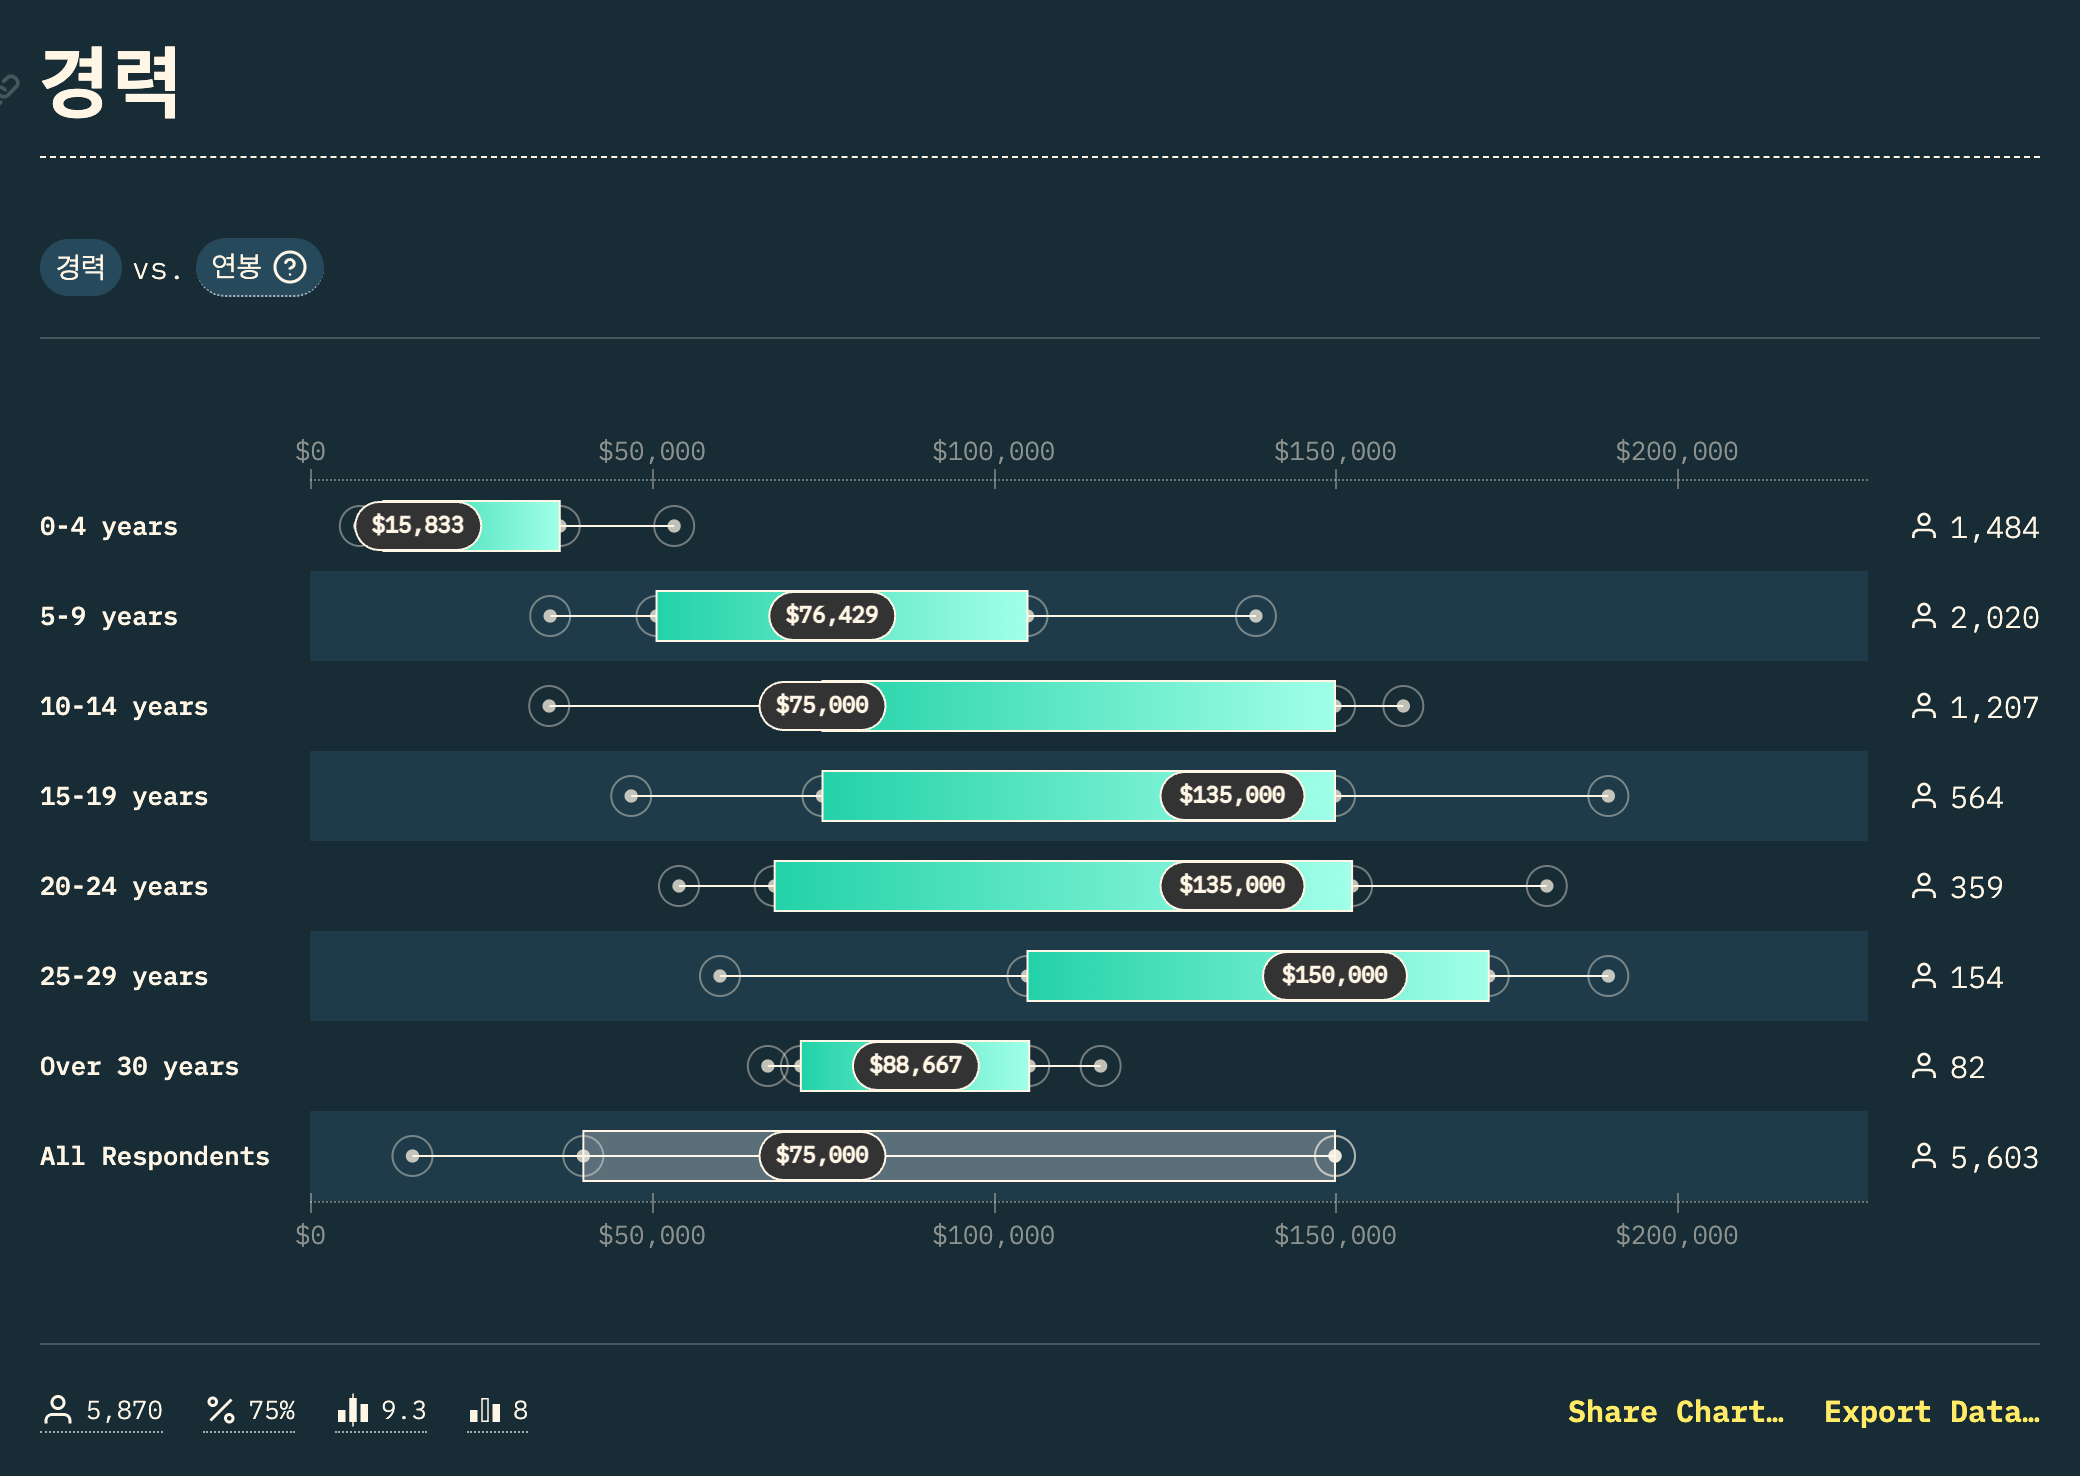 경력
경력 vs. 연봉
$0 $50,000 $100,000 $150,000 $200,000
0-4 years $15,833 1,484
5-9 years $76,429 2,020
10-14 years $75,000 1,207
15-19 years $135,000 564
20-24 years $135,000 359
25-29 years $150,000 154
Over 30 years $88,667 82
All Respondents $75,000 5,603
$0 $50,000 $100,000 $150,000 $200,000
5,870 75% 9.3 8 Share Chart… Export Data…